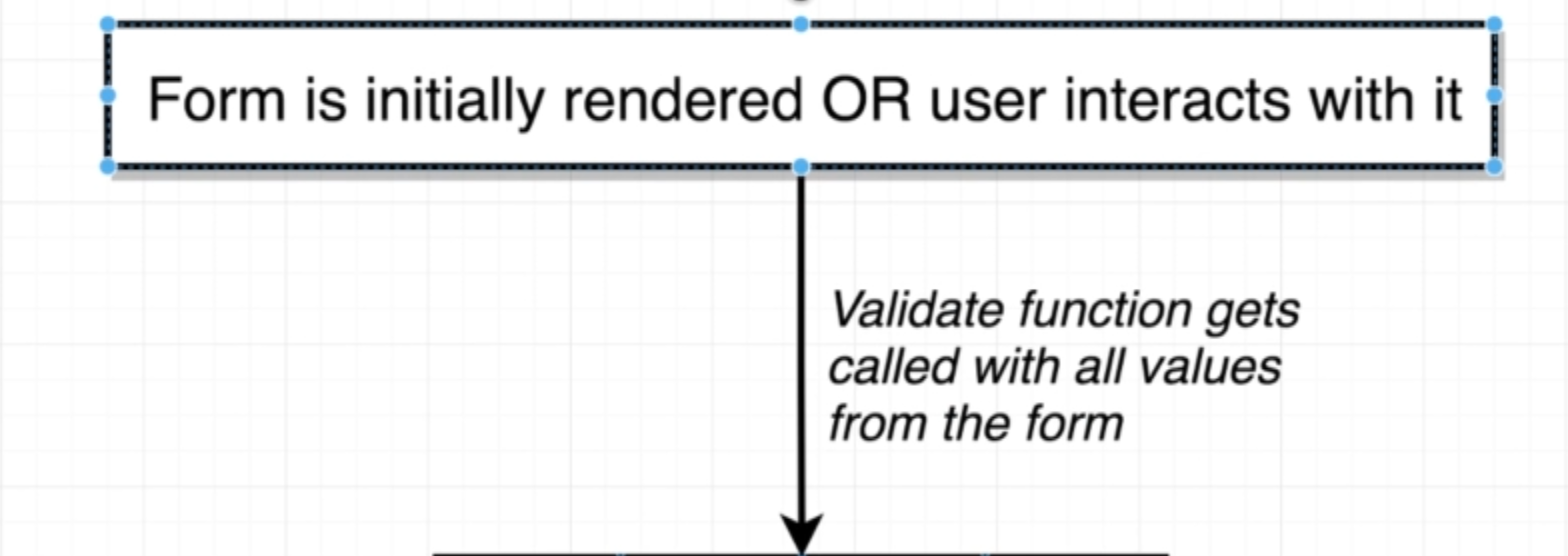 Form is initially rendered OR user interacts with it
Validate function gets
called with all values
from the form